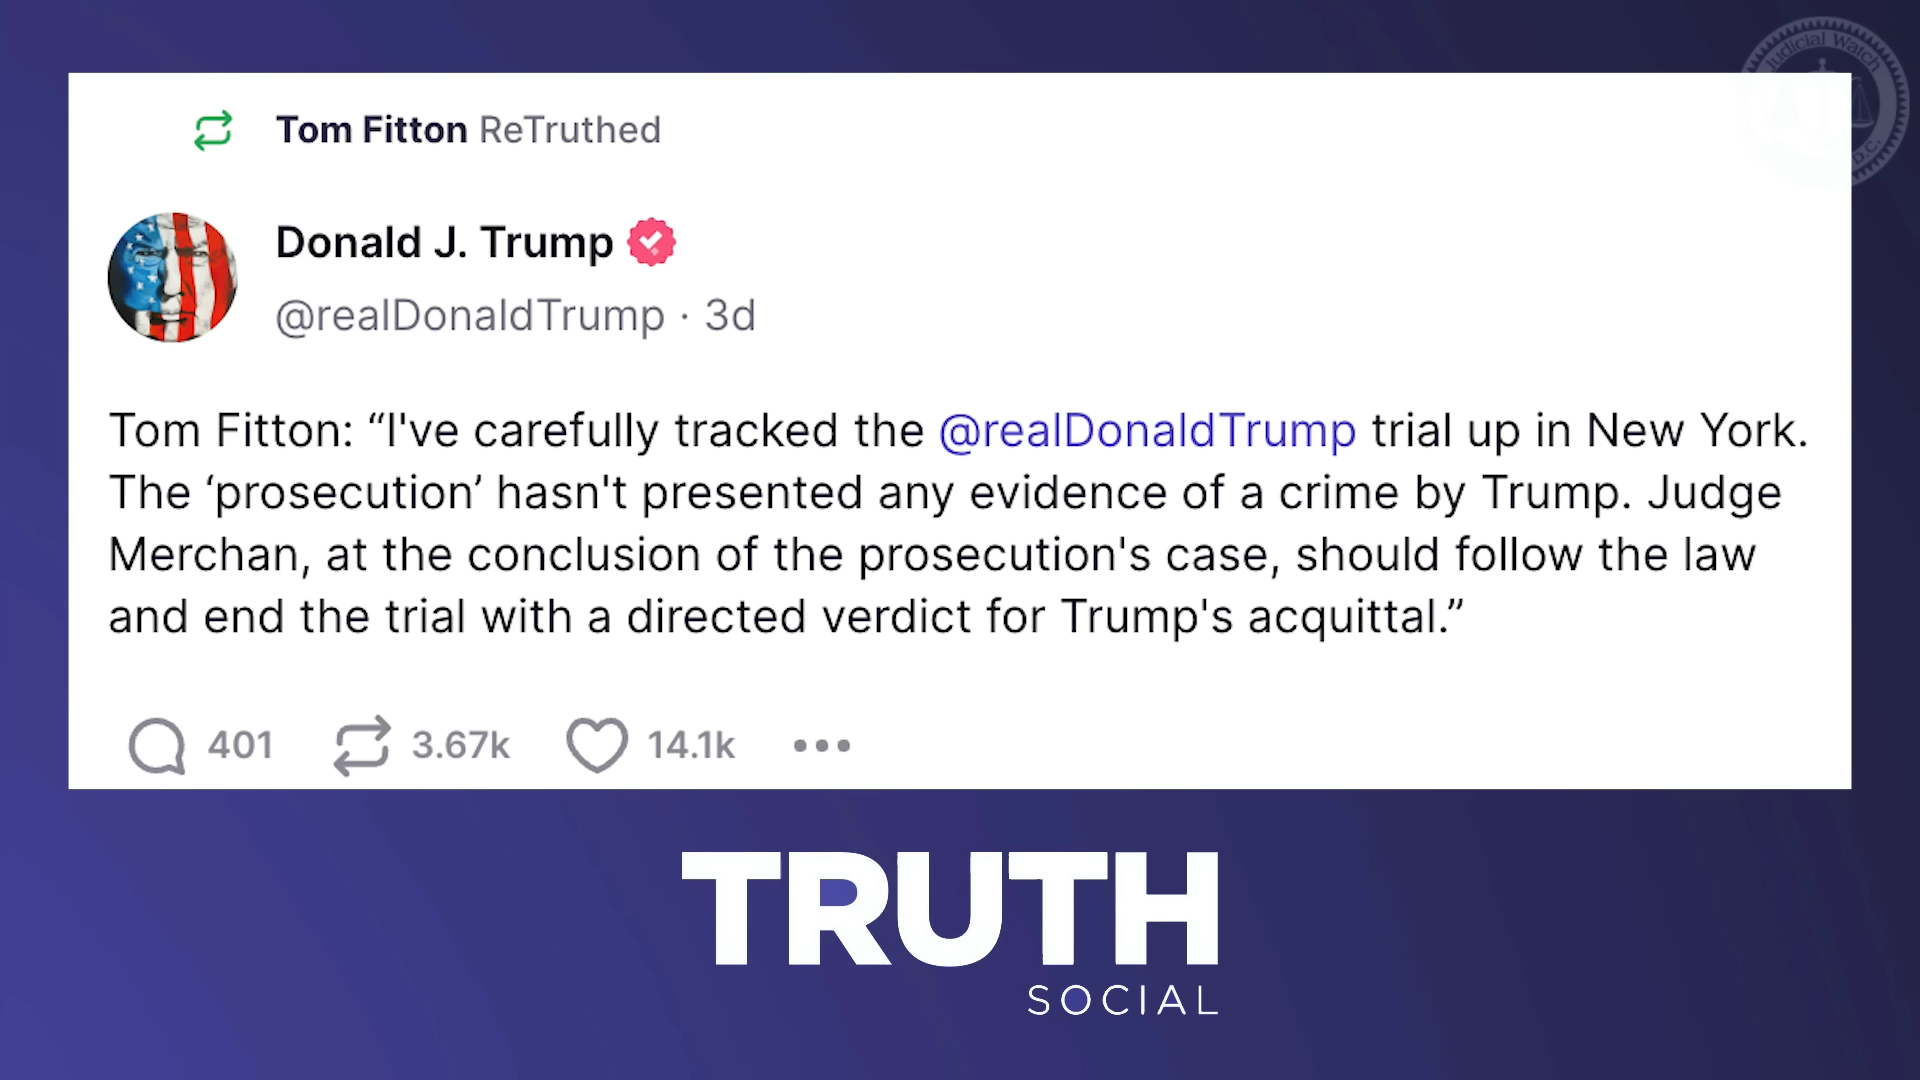 Judicial Watch
D.C.
Tom Fitton ReTruthed
Donald J. Trump
@realDonaldTrump · 3d
Tom Fitton: “I've carefully tracked the @realDonaldTrump trial up in New York.
The ‘prosecution’ hasn't presented any evidence of a crime by Trump. Judge
Merchan, at the conclusion of the prosecution's case, should follow the law
and end the trial with a directed verdict for Trump's acquittal.”
401 3.67k 14.1k
TRUTH
SOCIAL